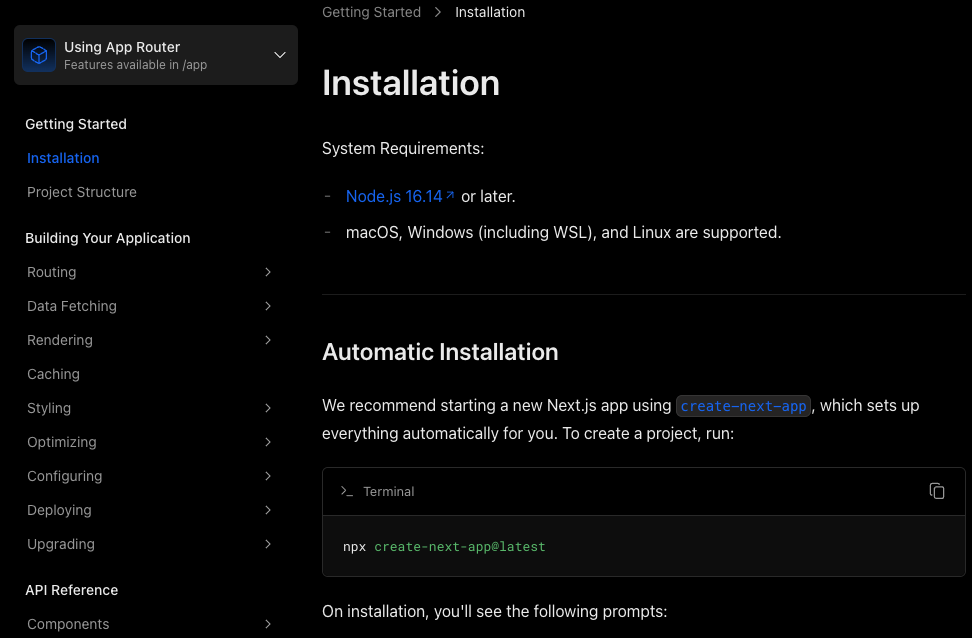 Using App Router
Features available in /app
Getting Started
Installation
Project Structure
Building Your Application
Routing
Data Fetching
Rendering
Caching
Styling
Optimizing
Configuring
Deploying
Upgrading
API Reference
Components
Getting Started > Installation
Installation
System Requirements:
- Node.js 16.14↗ or later.
- macOS, Windows (including WSL), and Linux are supported.
Automatic Installation
We recommend starting a new Next.js app using create-next-app, which sets up
everything automatically for you. To create a project, run:
>_ Terminal
npx create-next-app@latest
On installation, you'll see the following prompts: